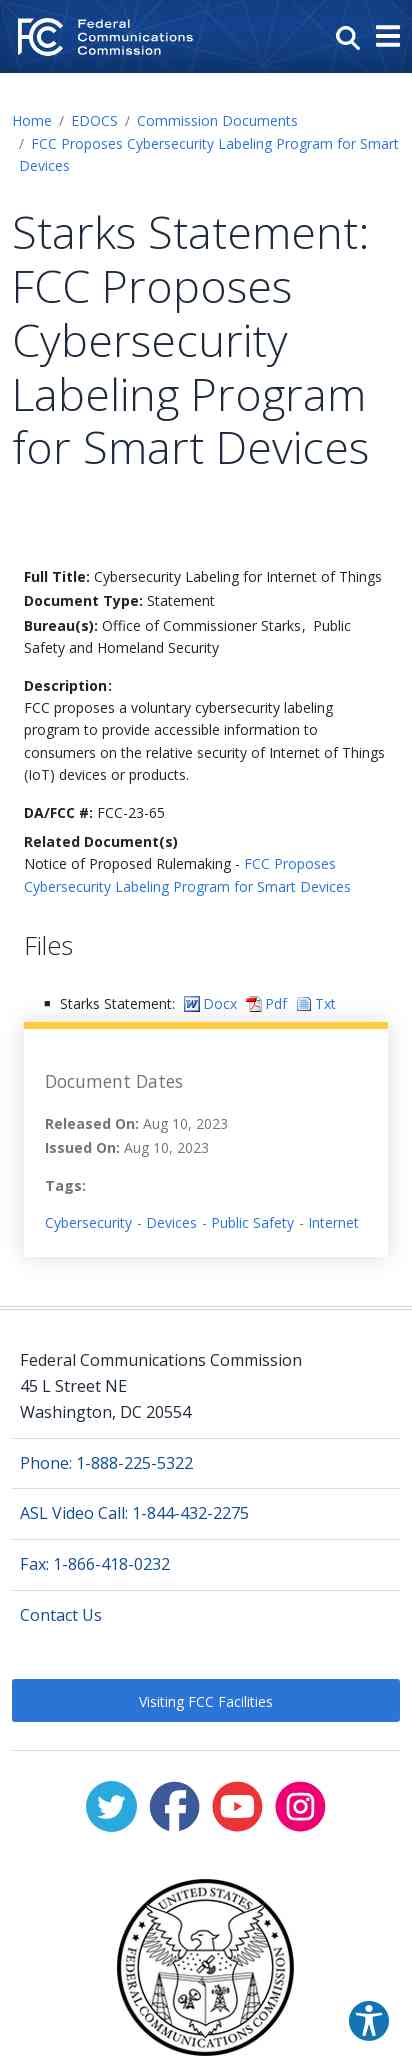 Federal
Communications
Commission
Home / EDOCS / Commission Documents
/ FCC Proposes Cybersecurity Labeling Program for Smart
Devices
Starks Statement:
FCC Proposes
Cybersecurity
Labeling Program
for Smart Devices
Full Title: Cybersecurity Labeling for Internet of Things
Document Type: Statement
Bureau(s): Office of Commissioner Starks, Public
Safety and Homeland Security
Description:
FCC proposes a voluntary cybersecurity labeling
program to provide accessible information to
consumers on the relative security of Internet of Things
(IoT) devices or products.
DA/FCC #: FCC-23-65
Related Document(s)
Notice of Proposed Rulemaking - FCC Proposes
Cybersecurity Labeling Program for Smart Devices
Files
Starks Statement: Docx Pdf Txt
Document Dates
Released On: Aug 10, 2023
Issued On: Aug 10, 2023
Tags:
Cybersecurity - Devices - Public Safety - Internet
Federal Communications Commission
45 L Street NE
Washington, DC 20554
Phone: 1-888-225-5322
ASL Video Call: 1-844-432-2275
Fax: 1-866-418-0232
Contact Us
Visiting FCC Facilities
UNITED STATES
FEDERAL COMMUNICATIONS COMMISSION